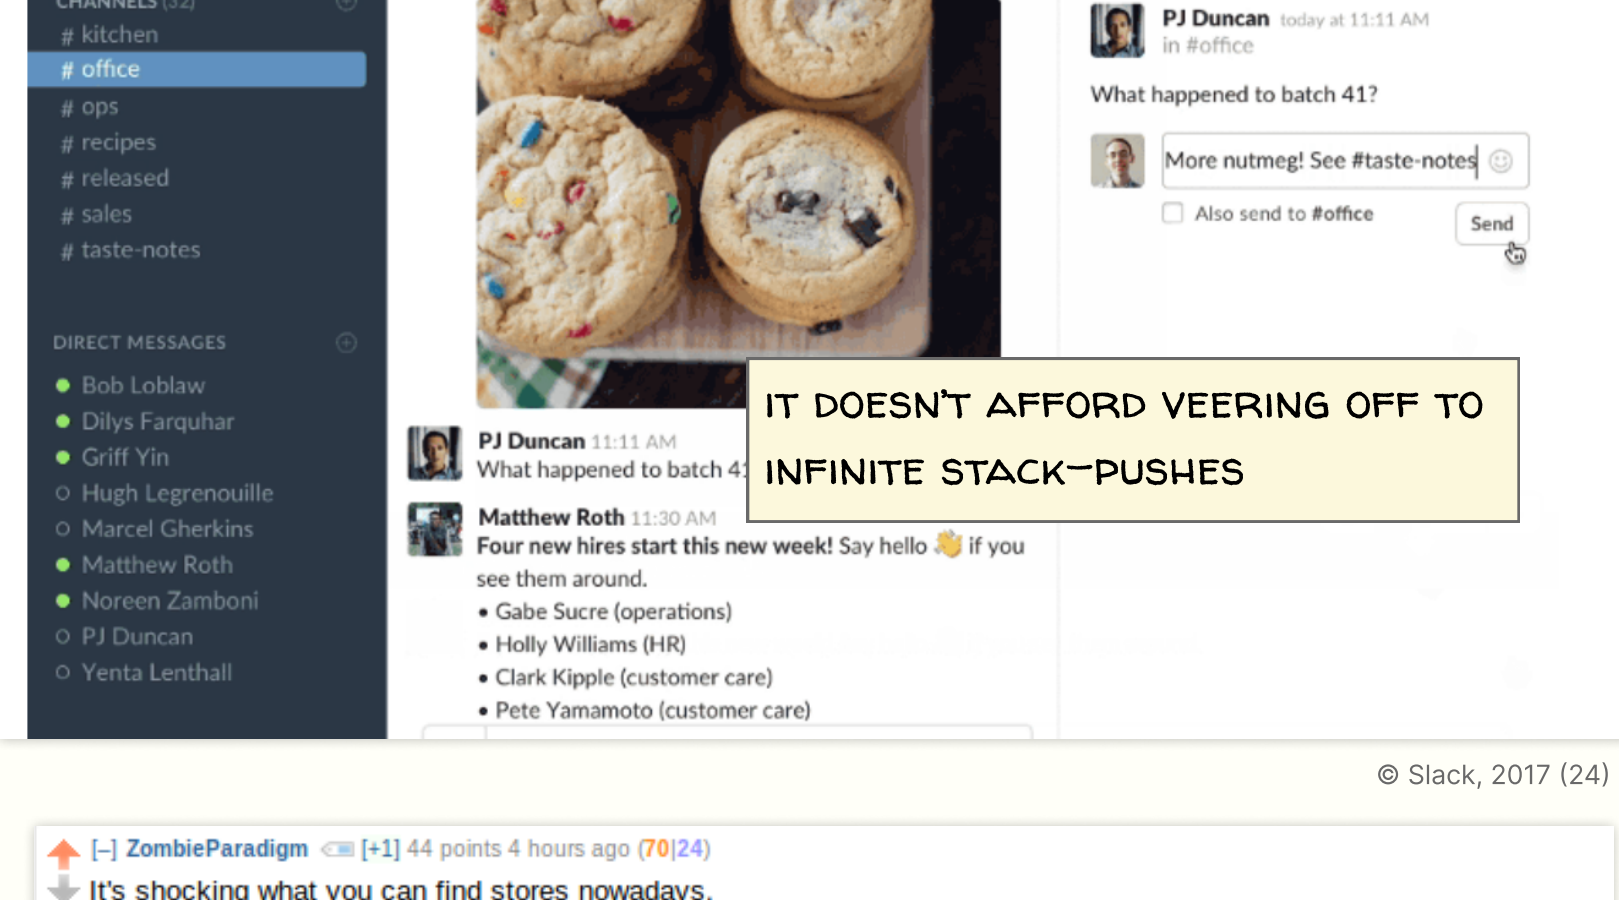 CHANNELS (32)
# kitchen
# office
# ops
# recipes
# released
# sales
# taste-notes
DIRECT MESSAGES
Bob Loblaw
Dilys Farquhar
Griff Yin
Hugh Legrenouille
Marcel Gherkins
Matthew Roth
Noreen Zamboni
PJ Duncan
Yenta Lenthall
PJ Duncan 11:11 AM
What happened to batch 41
Matthew Roth 11:30 AM
Four new hires start this new week! Say hello 👋 if you
see them around.
• Gabe Sucre (operations)
• Holly Williams (HR)
• Clark Kipple (customer care)
• Pete Yamamoto (customer care)
PJ Duncan today at 11:11 AM
in #office
What happened to batch 41?
More nutmeg! See #taste-notes
Also send to #office
Send
IT DOESN'T AFFORD VEERING OFF TO
INFINITE STACK-PUSHES
© Slack, 2017 (24)
[–] ZombieParadigm [+1] 44 points 4 hours ago (70|24)
It's shocking what you can find stores nowadays.